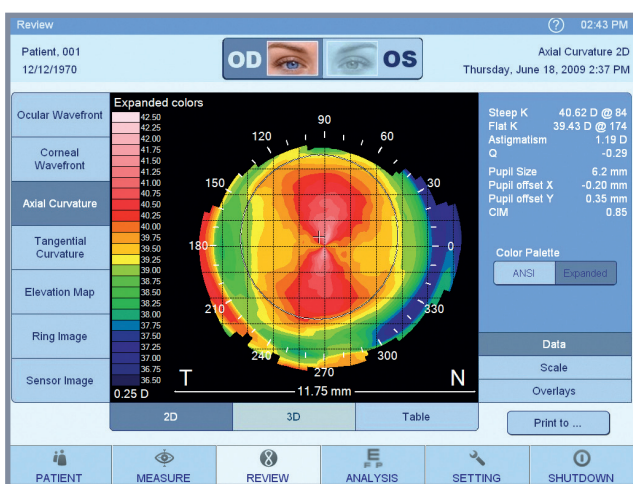 Review
02:43 PM
Patient, 001
12/12/1970
OD
OS
Axial Curvature 2D
Thursday, June 18, 2009 2:37 PM
Ocular Wavefront
Corneal
Wavefront
Axial Curvature
Tangential
Curvature
Elevation Map
Ring Image
Sensor Image
Expanded colors
42.50
42.25
42.00
41.75
41.50
41.25
41.00
40.75
40.50
40.25
40.00
39.75
39.50
39.25
39.00
38.75
38.50
38.25
38.00
37.75
37.50
37.25
37.00
36.75
36.50
0.25 D
90
120
60
150
30
180
0
210
330
240
300
270
T
N
11.75 mm
Steep K 40.62 D @ 84
Flat K 39.43 D @ 174
Astigmatism 1.19 D
Q -0.29
Pupil Size 6.2 mm
Pupil offset X -0.20 mm
Pupil offset Y 0.35 mm
CIM 0.85
Color Palette
ANSI Expanded
Data
Scale
Overlays
2D
3D
Table
Print to ...
E
F P
PATIENT
MEASURE
REVIEW
ANALYSIS
SETTING
SHUTDOWN